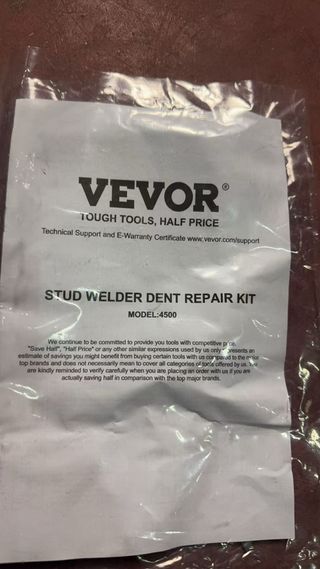 VEVOR®
TOUGH TOOLS, HALF PRICE
Technical Support and E-Warranty Certificate www.vevor.com/support
STUD WELDER DENT REPAIR KIT
MODEL:4500
We continue to be committed to provide you tools with competitive price.
"Save Half", "Half Price" or any other similar expressions used by us only represents an
estimate of savings you might benefit from buying certain tools with us compared to the major
top brands and does not necessarily mean to cover all categories of tools offered by us. You
are kindly reminded to verify carefully when you are placing an order with us if you are
actually saving half in comparison with the top major brands.